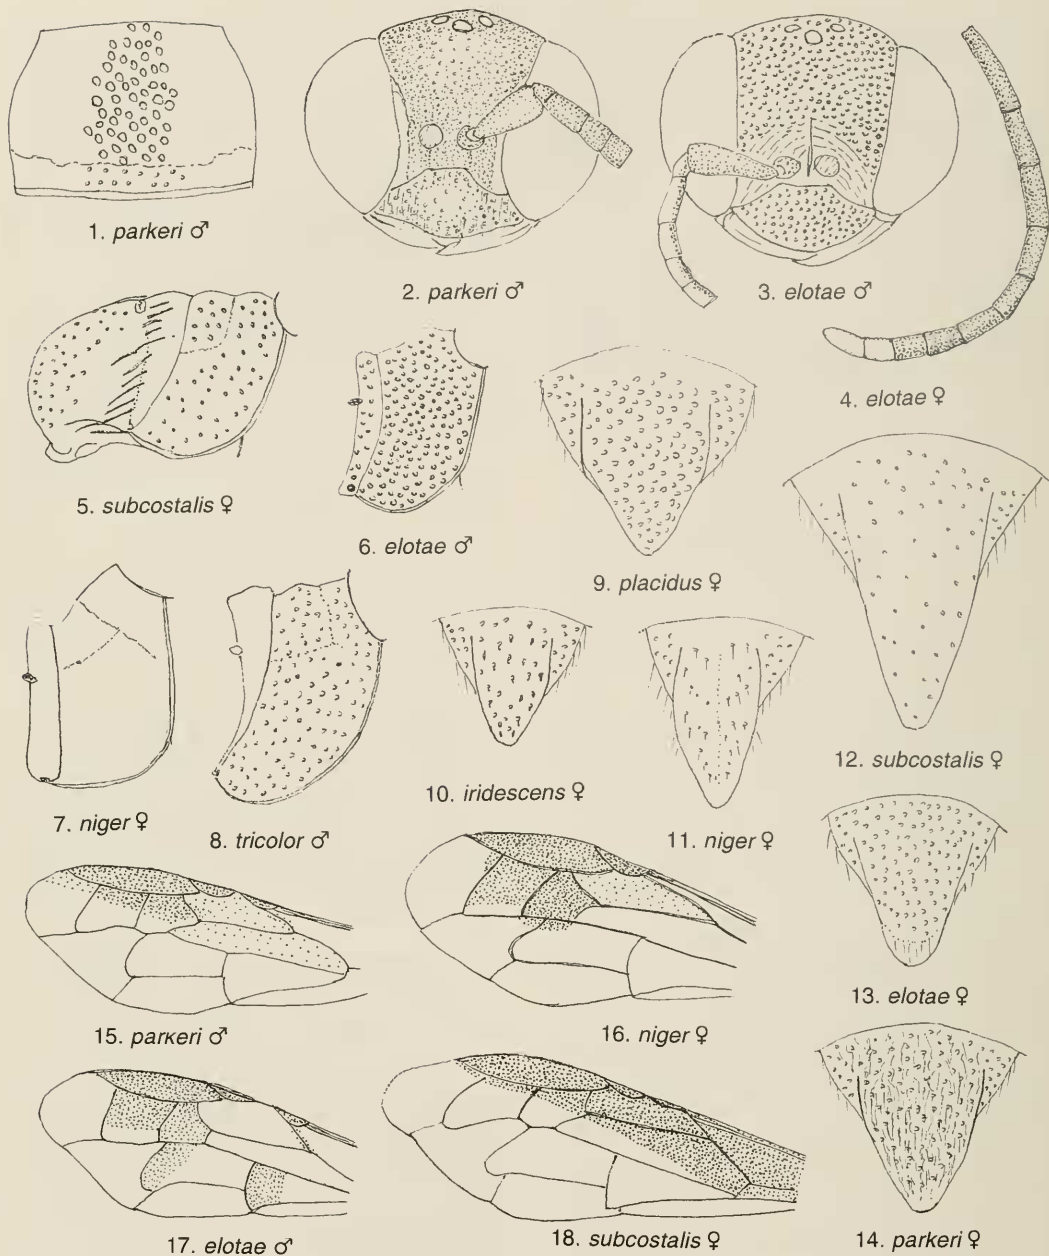 1. parkeri ♂
2. parkeri ♂
3. elotae ♂
4. elotae ♀
5. subcostalis ♀
6. elotae ♂
7. niger ♀
8. tricolor ♂
9. placidus ♀
10. iridescens ♀
11. niger ♀
12. subcostalis ♀
13. elotae ♀
14. parkeri ♀
15. parkeri ♂
16. niger ♀
17. elotae ♂
18. subcostalis ♀